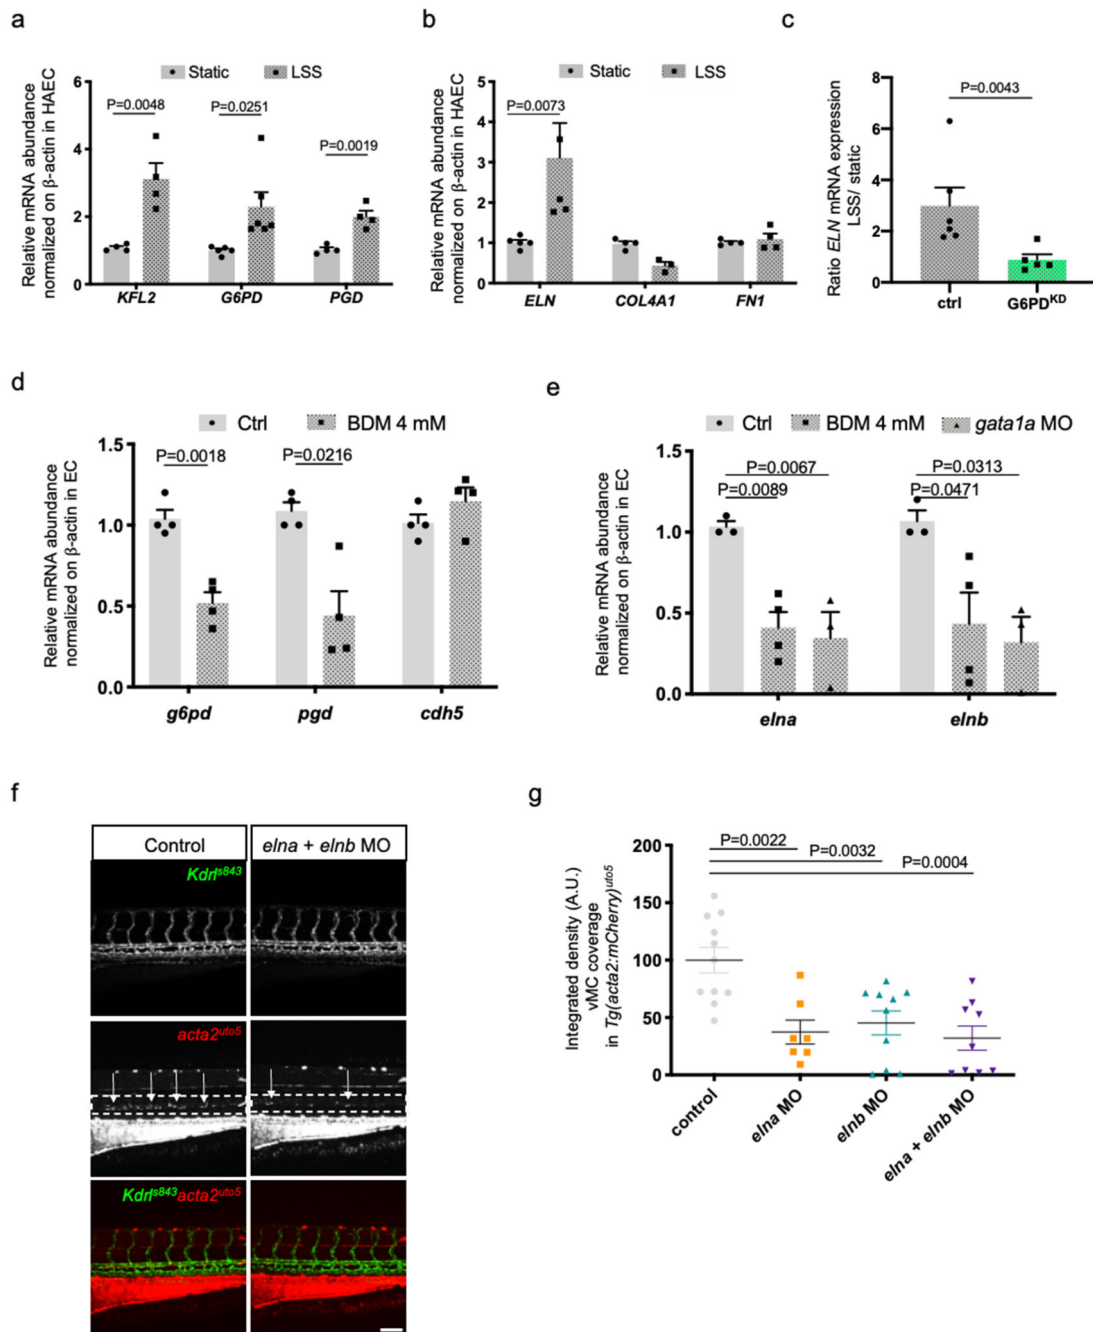 a
Static
LSS
Relative mRNA abundance
normalized on β-actin in HAEC
6
4
2
0
P=0.0048
P=0.0251
P=0.0019
KFL2
G6PD
PGD
b
Static
LSS
Relative mRNA abundance
normalized on β-actin in HAEC
5
4
3
2
1
0
P=0.0073
ELN
COL4A1
FN1
c
Ratio ELN mRNA expression
LSS/ static
8
6
4
2
0
P=0.0043
ctrl
G6PDᴷᴰ
d
Ctrl
BDM 4 mM
Relative mRNA abundance
normalized on β-actin in EC
1.5
1.0
0.5
0.0
P=0.0018
P=0.0216
g6pd
pgd
cdh5
e
Ctrl
BDM 4 mM
gata1a MO
Relative mRNA abundance
normalized on β-actin in EC
1.5
1.0
0.5
0.0
P=0.0067
P=0.0089
P=0.0313
P=0.0471
elna
elnb
f
Control
elna + elnb MO
Kdrlˢ⁸⁴³
acta2ᵘᵗᵒ⁵
Kdrlˢ⁸⁴³acta2ᵘᵗᵒ⁵
g
Integrated density (A.U.)
vMC coverage
in Tg(acta2:mCherry)ᵘᵗᵒ⁵
200
150
100
50
0
P=0.0022
P=0.0032
P=0.0004
control
elna MO
elnb MO
elna + elnb MO